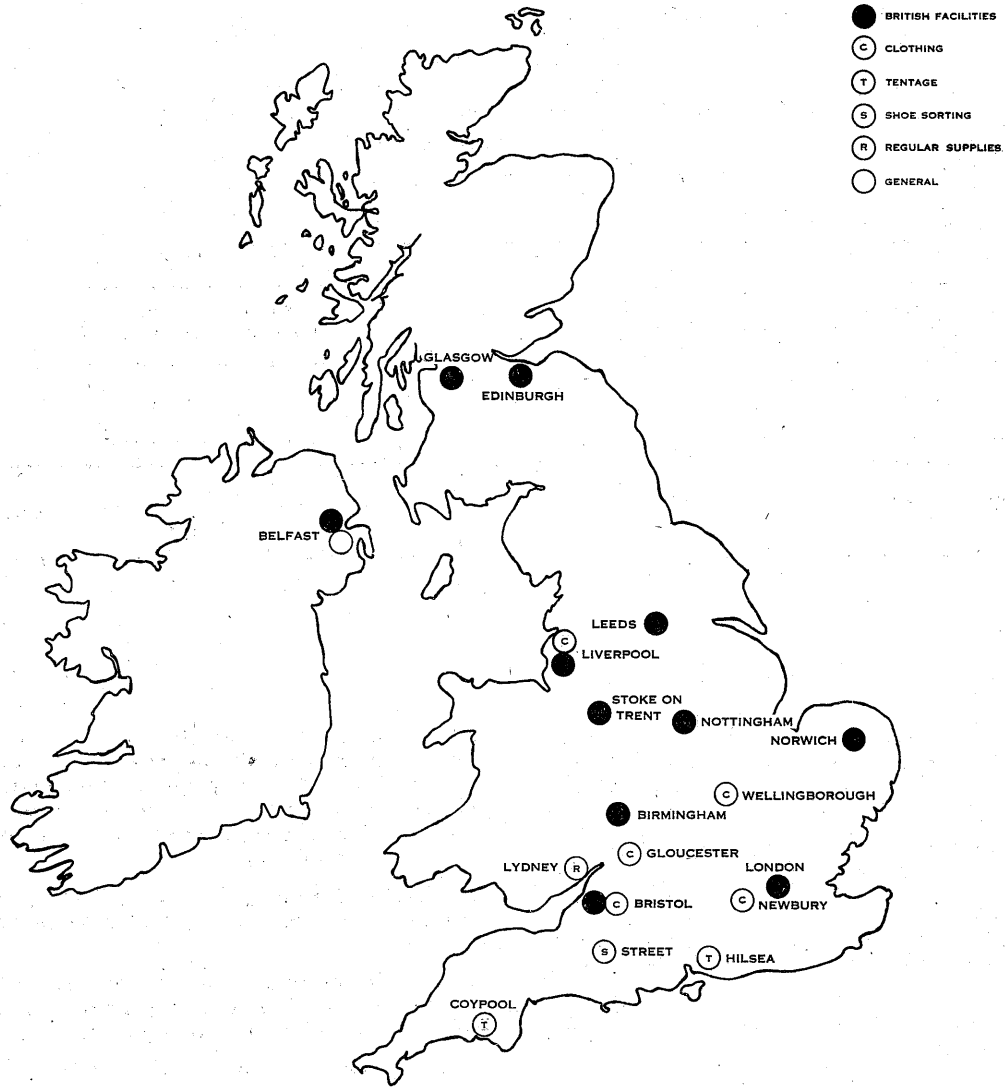 BRITISH FACILITIES
C CLOTHING
T TENTAGE
S SHOE SORTING
R REGULAR SUPPLIES
GENERAL
GLASGOW
EDINBURGH
BELFAST
LEEDS
C
LIVERPOOL
STOKE ON
TRENT
NOTTINGHAM
NORWICH
C WELLINGBOROUGH
BIRMINGHAM
C GLOUCESTER
LYDNEY R
LONDON
C NEWBURY
C BRISTOL
S STREET
T HILSEA
COYPOOL
T